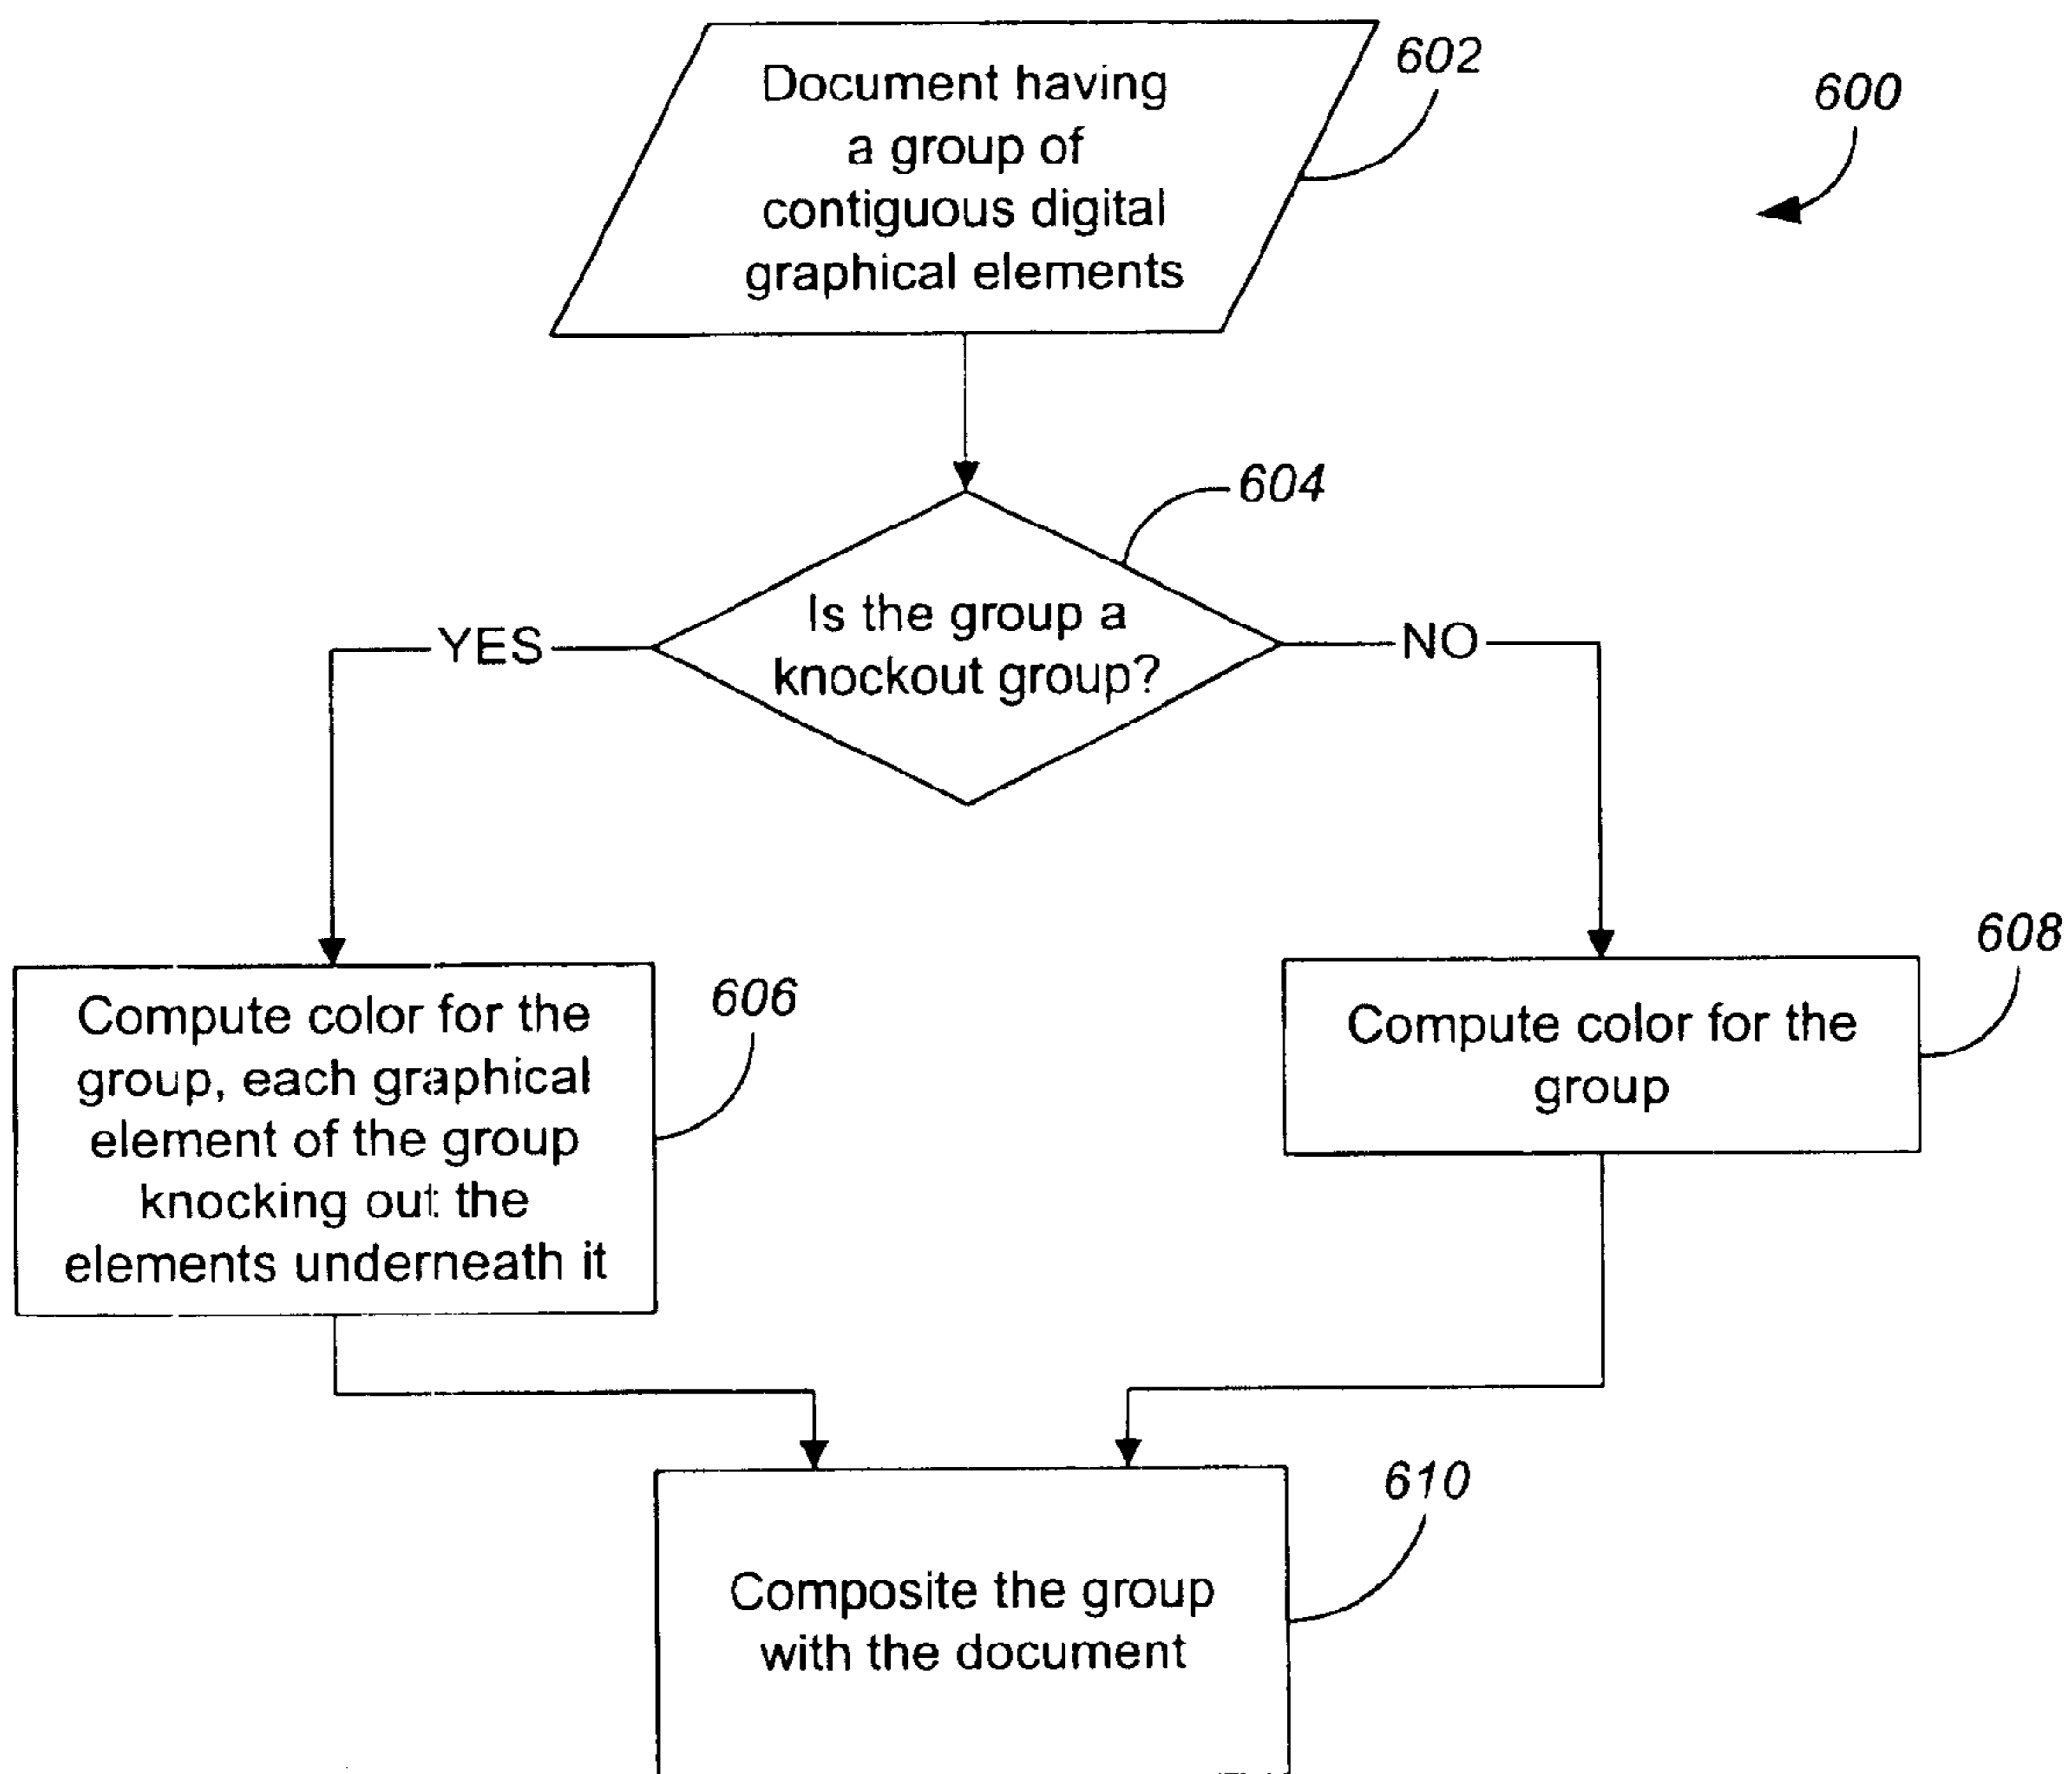 Document having
a group of
contiguous digital
graphical elements
602
600
604
Is the group a
knockout group?
YES
NO
608
606
Compute color for the
group, each graphical
element of the group
knocking out the
elements underneath it
Compute color for the
group
610
Composite the group
with the document